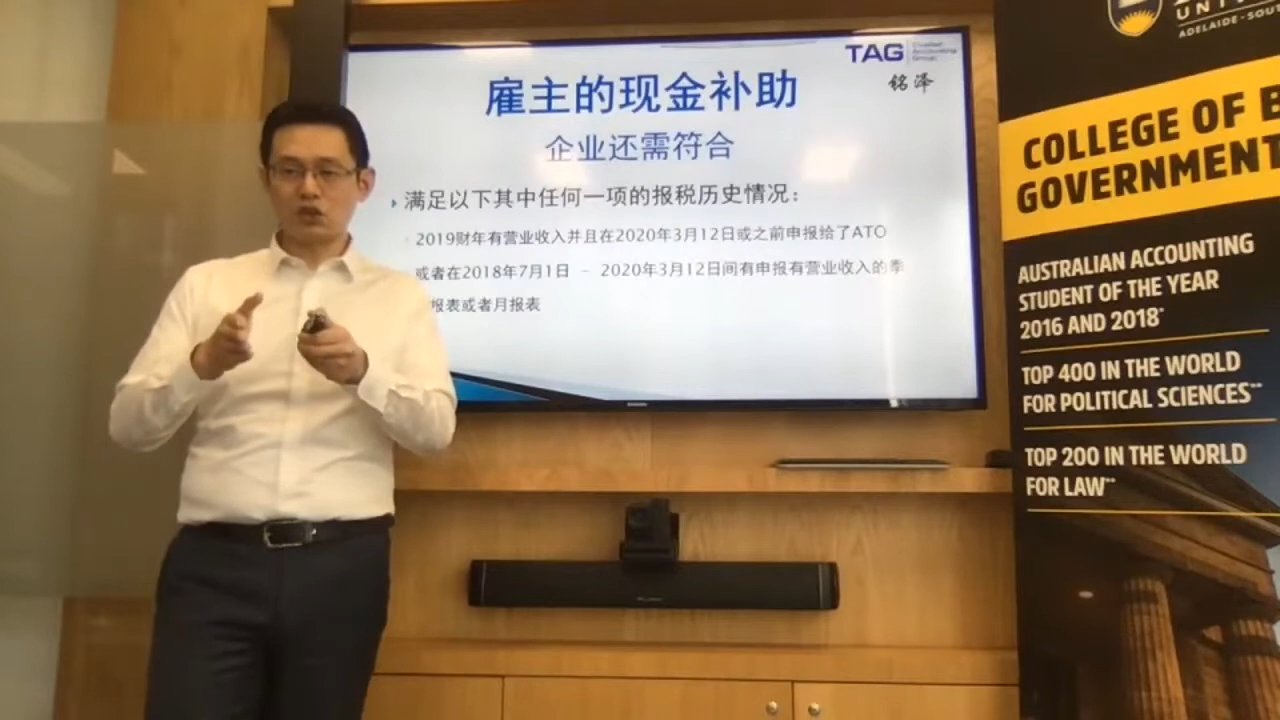 TAG
Chartered
Accounting
Group
铭泽
雇主的现金补助
企业还需符合
满足以下其中任何一项的报税历史情况：
2019财年有营业收入并且在2020年3月12日或之前申报给了ATO
或者在2018年7月1日 – 2020年3月12日间有申报有营业收入的季
报表或者月报表
ADELAIDE
COLLEGE OF
GOVERNMENT
AUSTRALIAN ACCOUNTING
STUDENT OF THE YEAR
2016 AND 2018*
TOP 400 IN THE WORLD
FOR POLITICAL SCIENCES**
TOP 200 IN THE WORLD
FOR LAW**